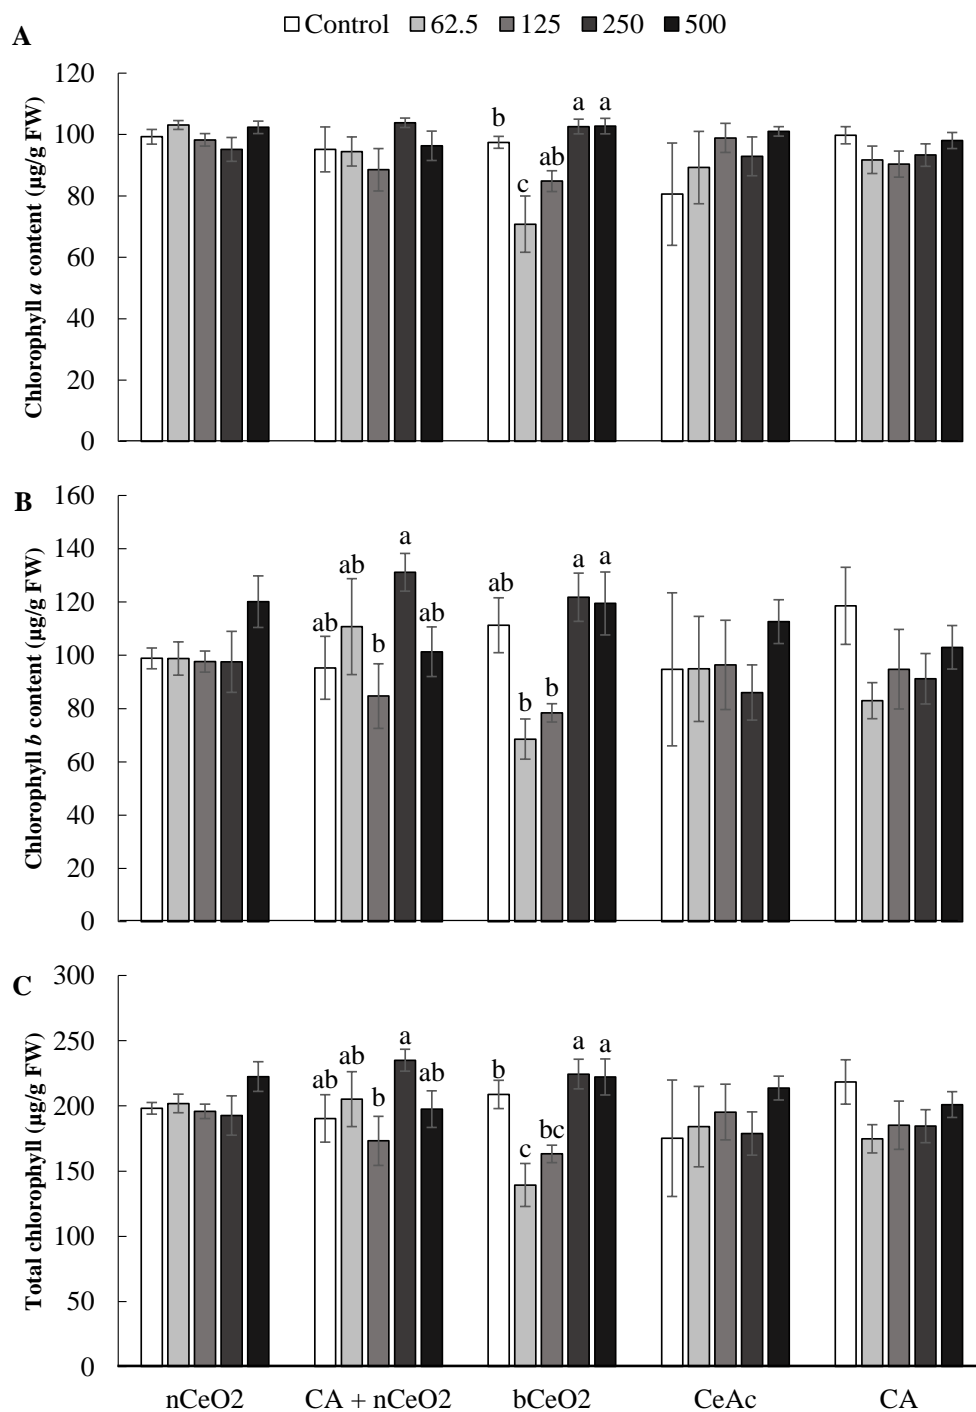 Control 62.5 125 250 500
A
Chlorophyll a content (µg/g FW)
120
100
80
60
40
20
0
b
c
ab
a
a
B
Chlorophyll b content (µg/g FW)
160
140
120
100
80
60
40
20
0
ab
ab
b
a
ab
ab
b
b
a
a
C
Total chlorophyll (µg/g FW)
300
250
200
150
100
50
0
ab
ab
b
a
ab
b
c
bc
a
a
nCeO2 CA + nCeO2 bCeO2 CeAc CA